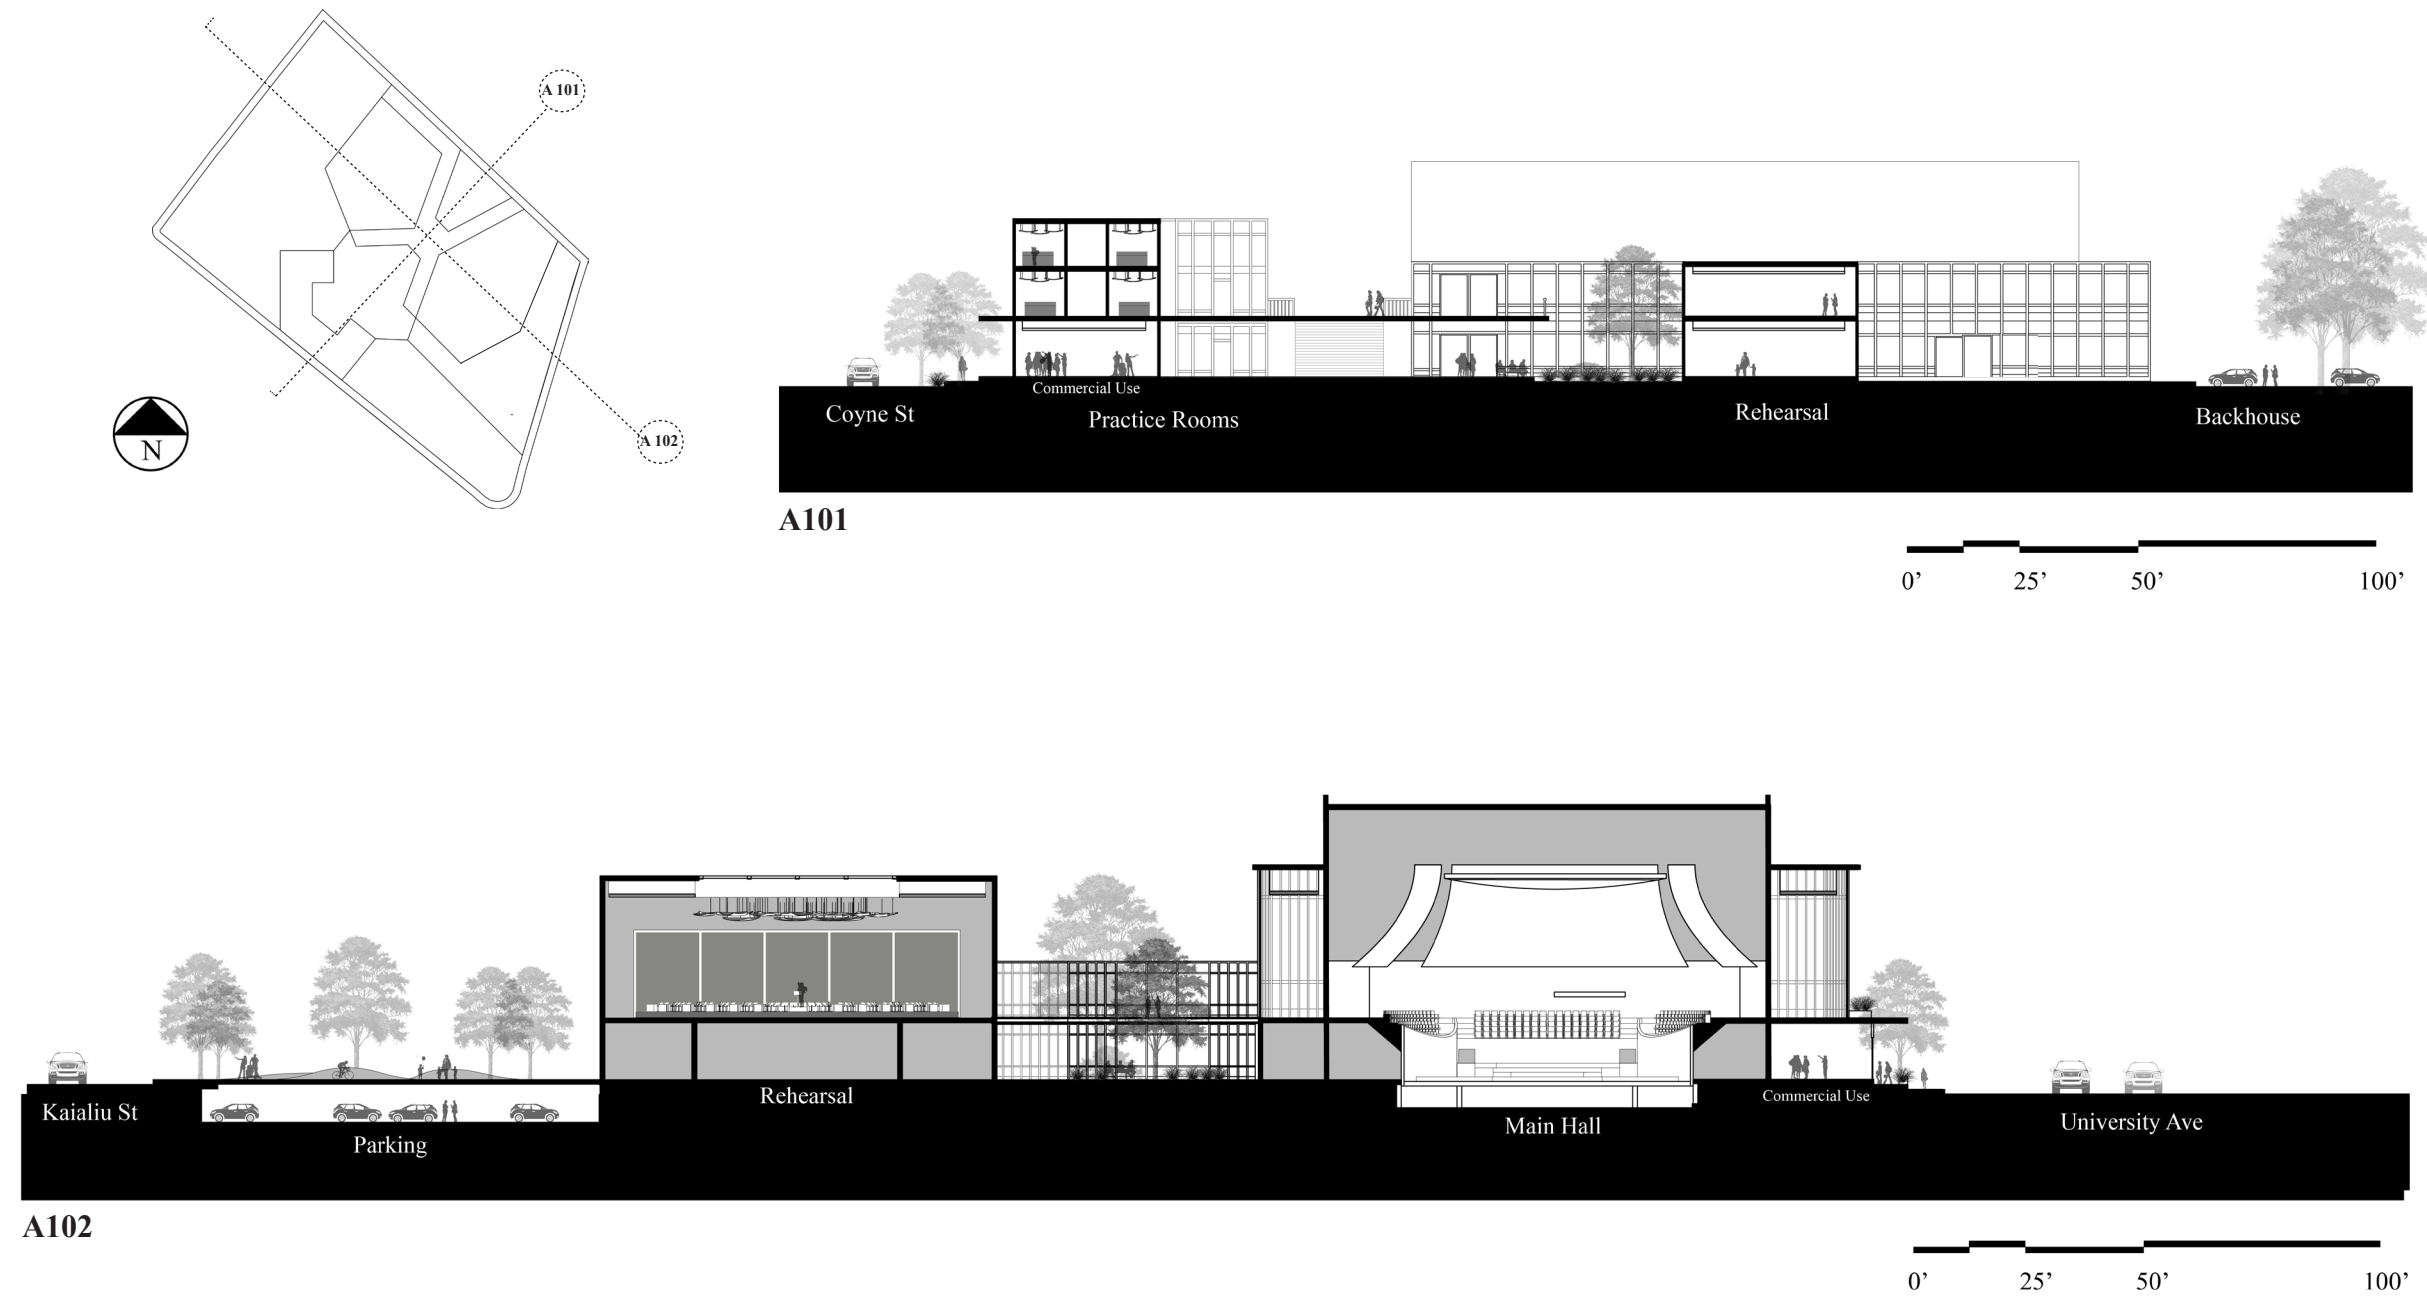 A 101
A 102
N
Commercial Use
Coyne St
Practice Rooms
Rehearsal
Backhouse
A101
0’ 25’ 50’ 100’
Kaialiu St
Parking
Rehearsal
Main Hall
Commercial Use
University Ave
A102
0’ 25’ 50’ 100’